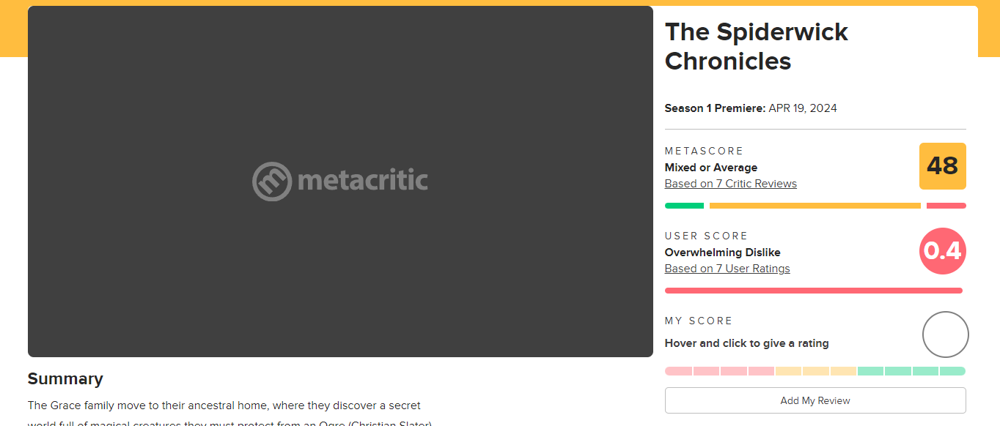 metacritic
The Spiderwick
Chronicles
Season 1 Premiere: APR 19, 2024
METASCORE
48
Mixed or Average
Based on 7 Critic Reviews
USER SCORE
0.4
Overwhelming Dislike
Based on 7 User Ratings
MY SCORE
Hover and click to give a rating
Add My Review
Summary
The Grace family move to their ancestral home, where they discover a secret
world full of magical creatures they must protect from an Ogre (Christian Slater)